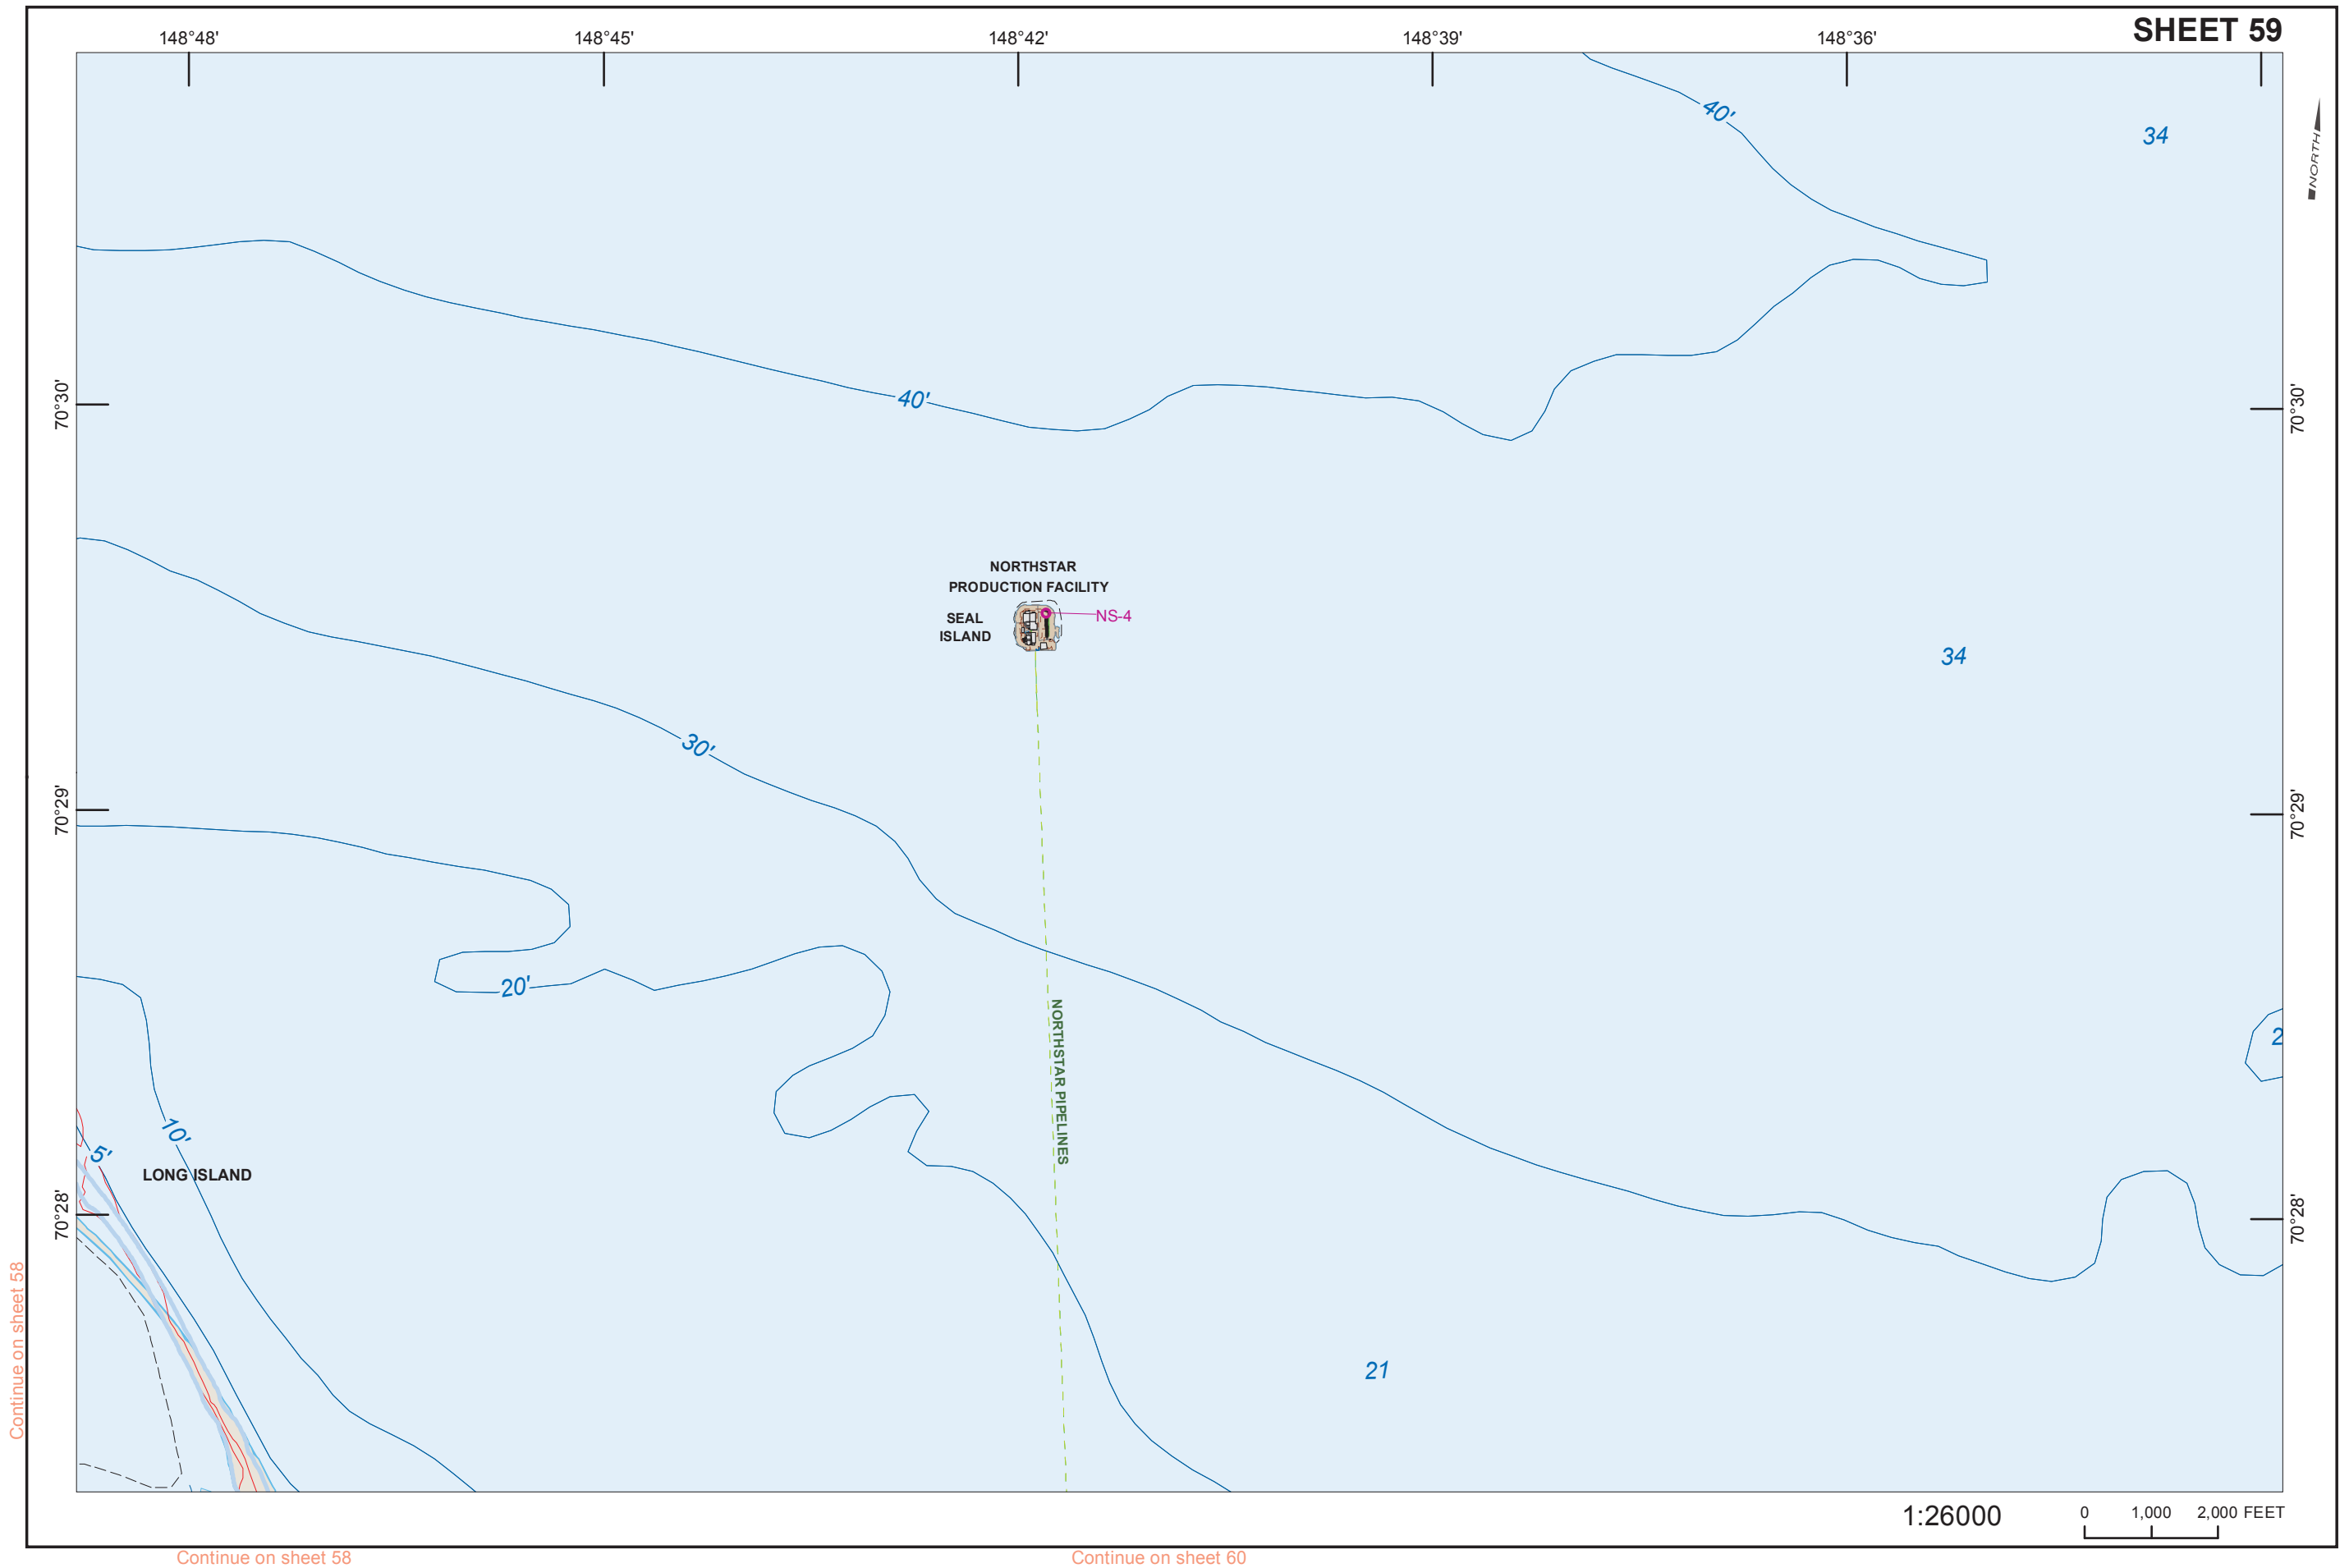 SHEET 59
148°48'
148°45'
148°42'
148°39'
148°36'
NORTH
40'
34
70°30'
70°30'
40'
NORTHSTAR
PRODUCTION FACILITY
SEAL
ISLAND
NS-4
34
30'
70°29'
70°29'
20'
2
NORTHSTAR PIPELINES
10'
5'
LONG ISLAND
70°28'
70°28'
21
Continue on sheet 58
1:26000
0 1,000 2,000 FEET
Continue on sheet 58
Continue on sheet 60